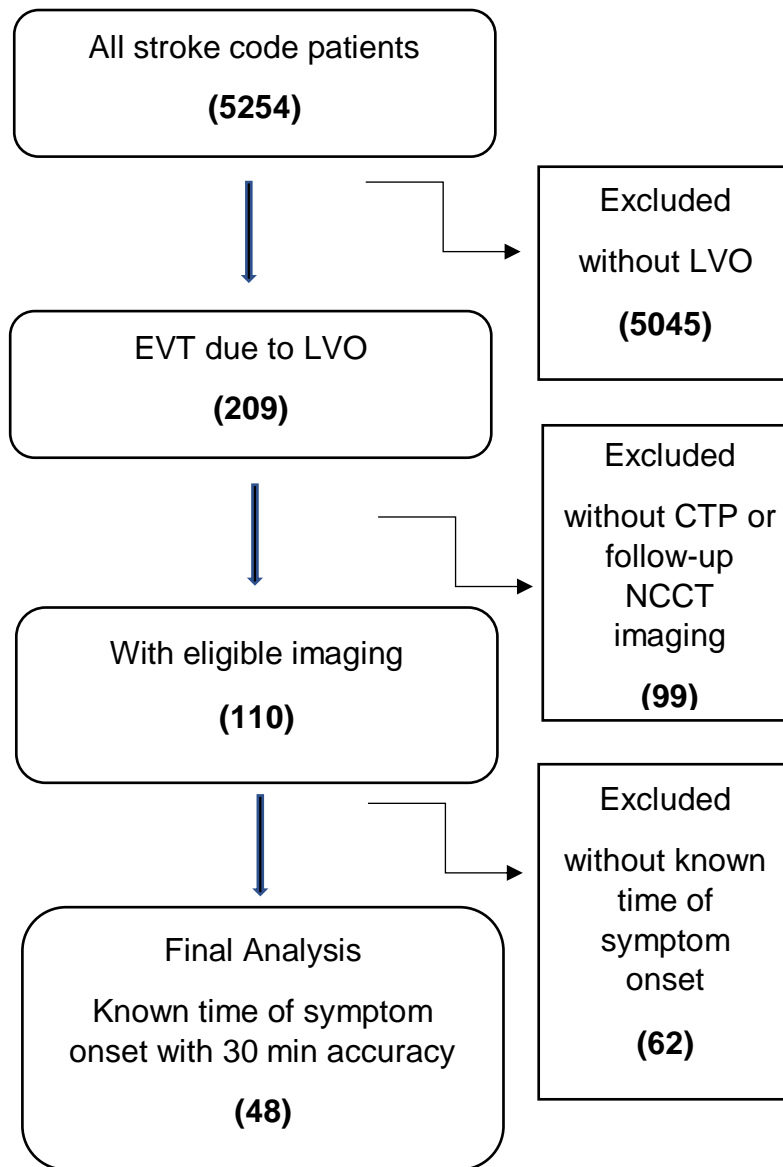 All stroke code patients
(5254)
Excluded
without LVO
(5045)
EVT due to LVO
(209)
Excluded
without CTP or
follow-up
NCCT
imaging
(99)
With eligible imaging
(110)
Excluded
without known
time of
symptom
onset
(62)
Final Analysis
Known time of symptom
onset with 30 min accuracy
(48)